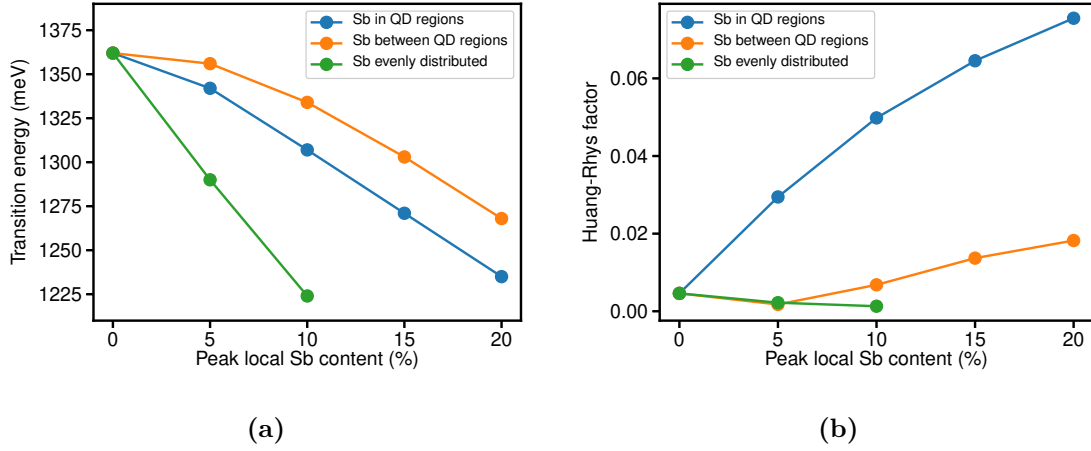 1375
1350
1325
1300
1275
1250
1225
Transition energy (meV)
0
5
10
15
20
Peak local Sb content (%)
Sb in QD regions
Sb between QD regions
Sb evenly distributed
(a)
0.06
0.04
0.02
0.00
Huang-Rhys factor
0
5
10
15
20
Peak local Sb content (%)
Sb in QD regions
Sb between QD regions
Sb evenly distributed
(b)